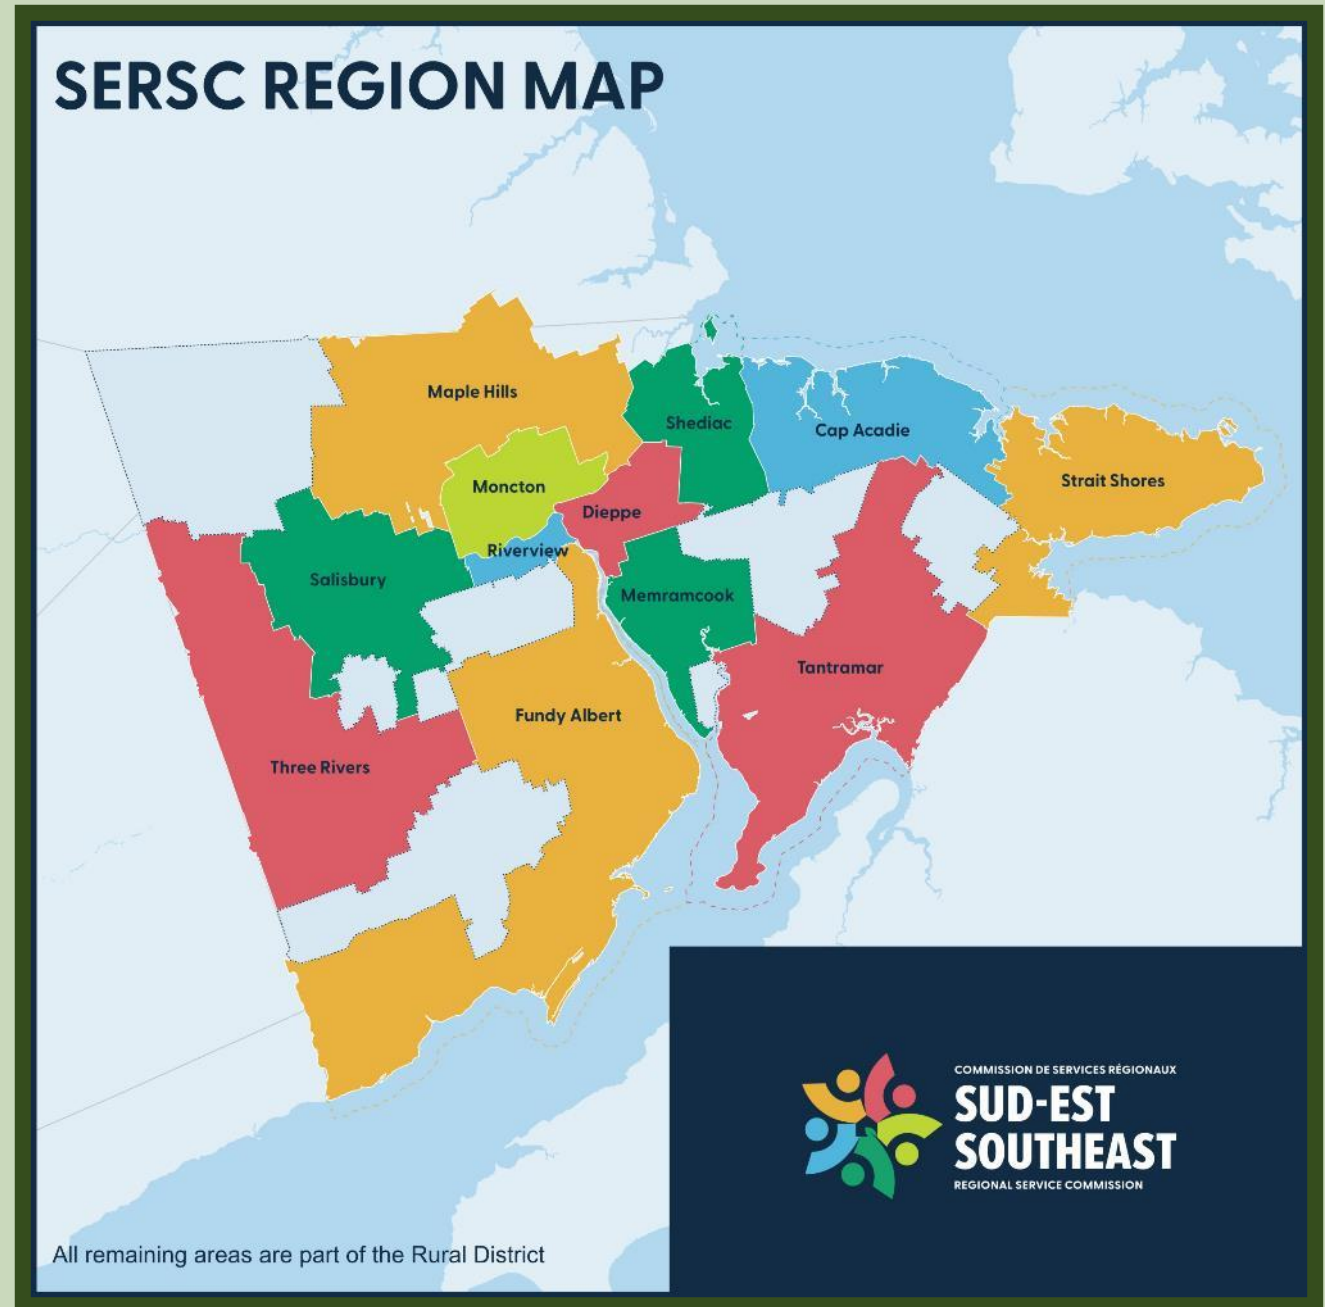 SERSC REGION MAP
Maple Hills
Shediac
Cap Acadie
Strait Shores
Moncton
Dieppe
Riverview
Salisbury
Memramcook
Tantramar
Fundy Albert
Three Rivers
COMMISSION DE SERVICES RÉGIONAUX
SUD-EST
SOUTHEAST
REGIONAL SERVICE COMMISSION
All remaining areas are part of the Rural District